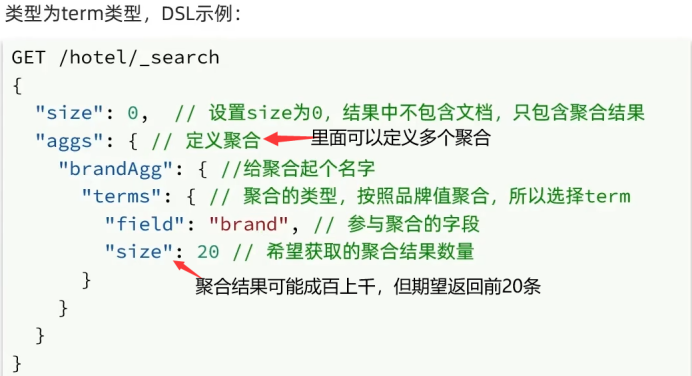 类型为term类型，DSL示例：
GET /hotel/_search
{
  "size": 0,  // 设置size为0，结果中不包含文档，只包含聚合结果
  "aggs": { // 定义聚合 里面可以定义多个聚合
    "brandAgg": { //给聚合起个名字
      "terms": { // 聚合的类型，按照品牌值聚合，所以选择term
        "field": "brand", // 参与聚合的字段
        "size": 20 // 希望获取的聚合结果数量
      } 聚合结果可能成百上千，但期望返回前20条
    }
  }
}